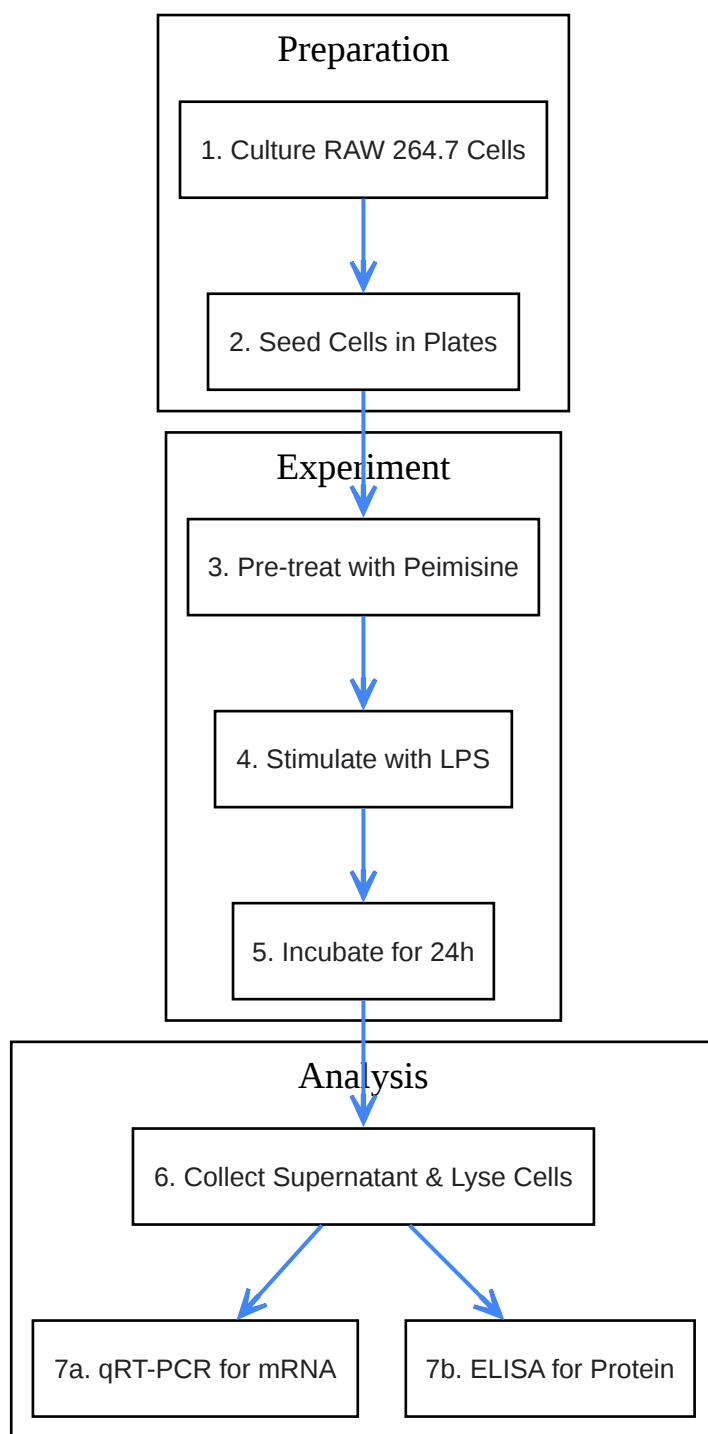 Preparation
1. Culture RAW 264.7 Cells
2. Seed Cells in Plates
Experiment
3. Pre-treat with Peimisine
4. Stimulate with LPS
5. Incubate for 24h
Analysis
6. Collect Supernatant & Lyse Cells
7a. qRT-PCR for mRNA
7b. ELISA for Protein